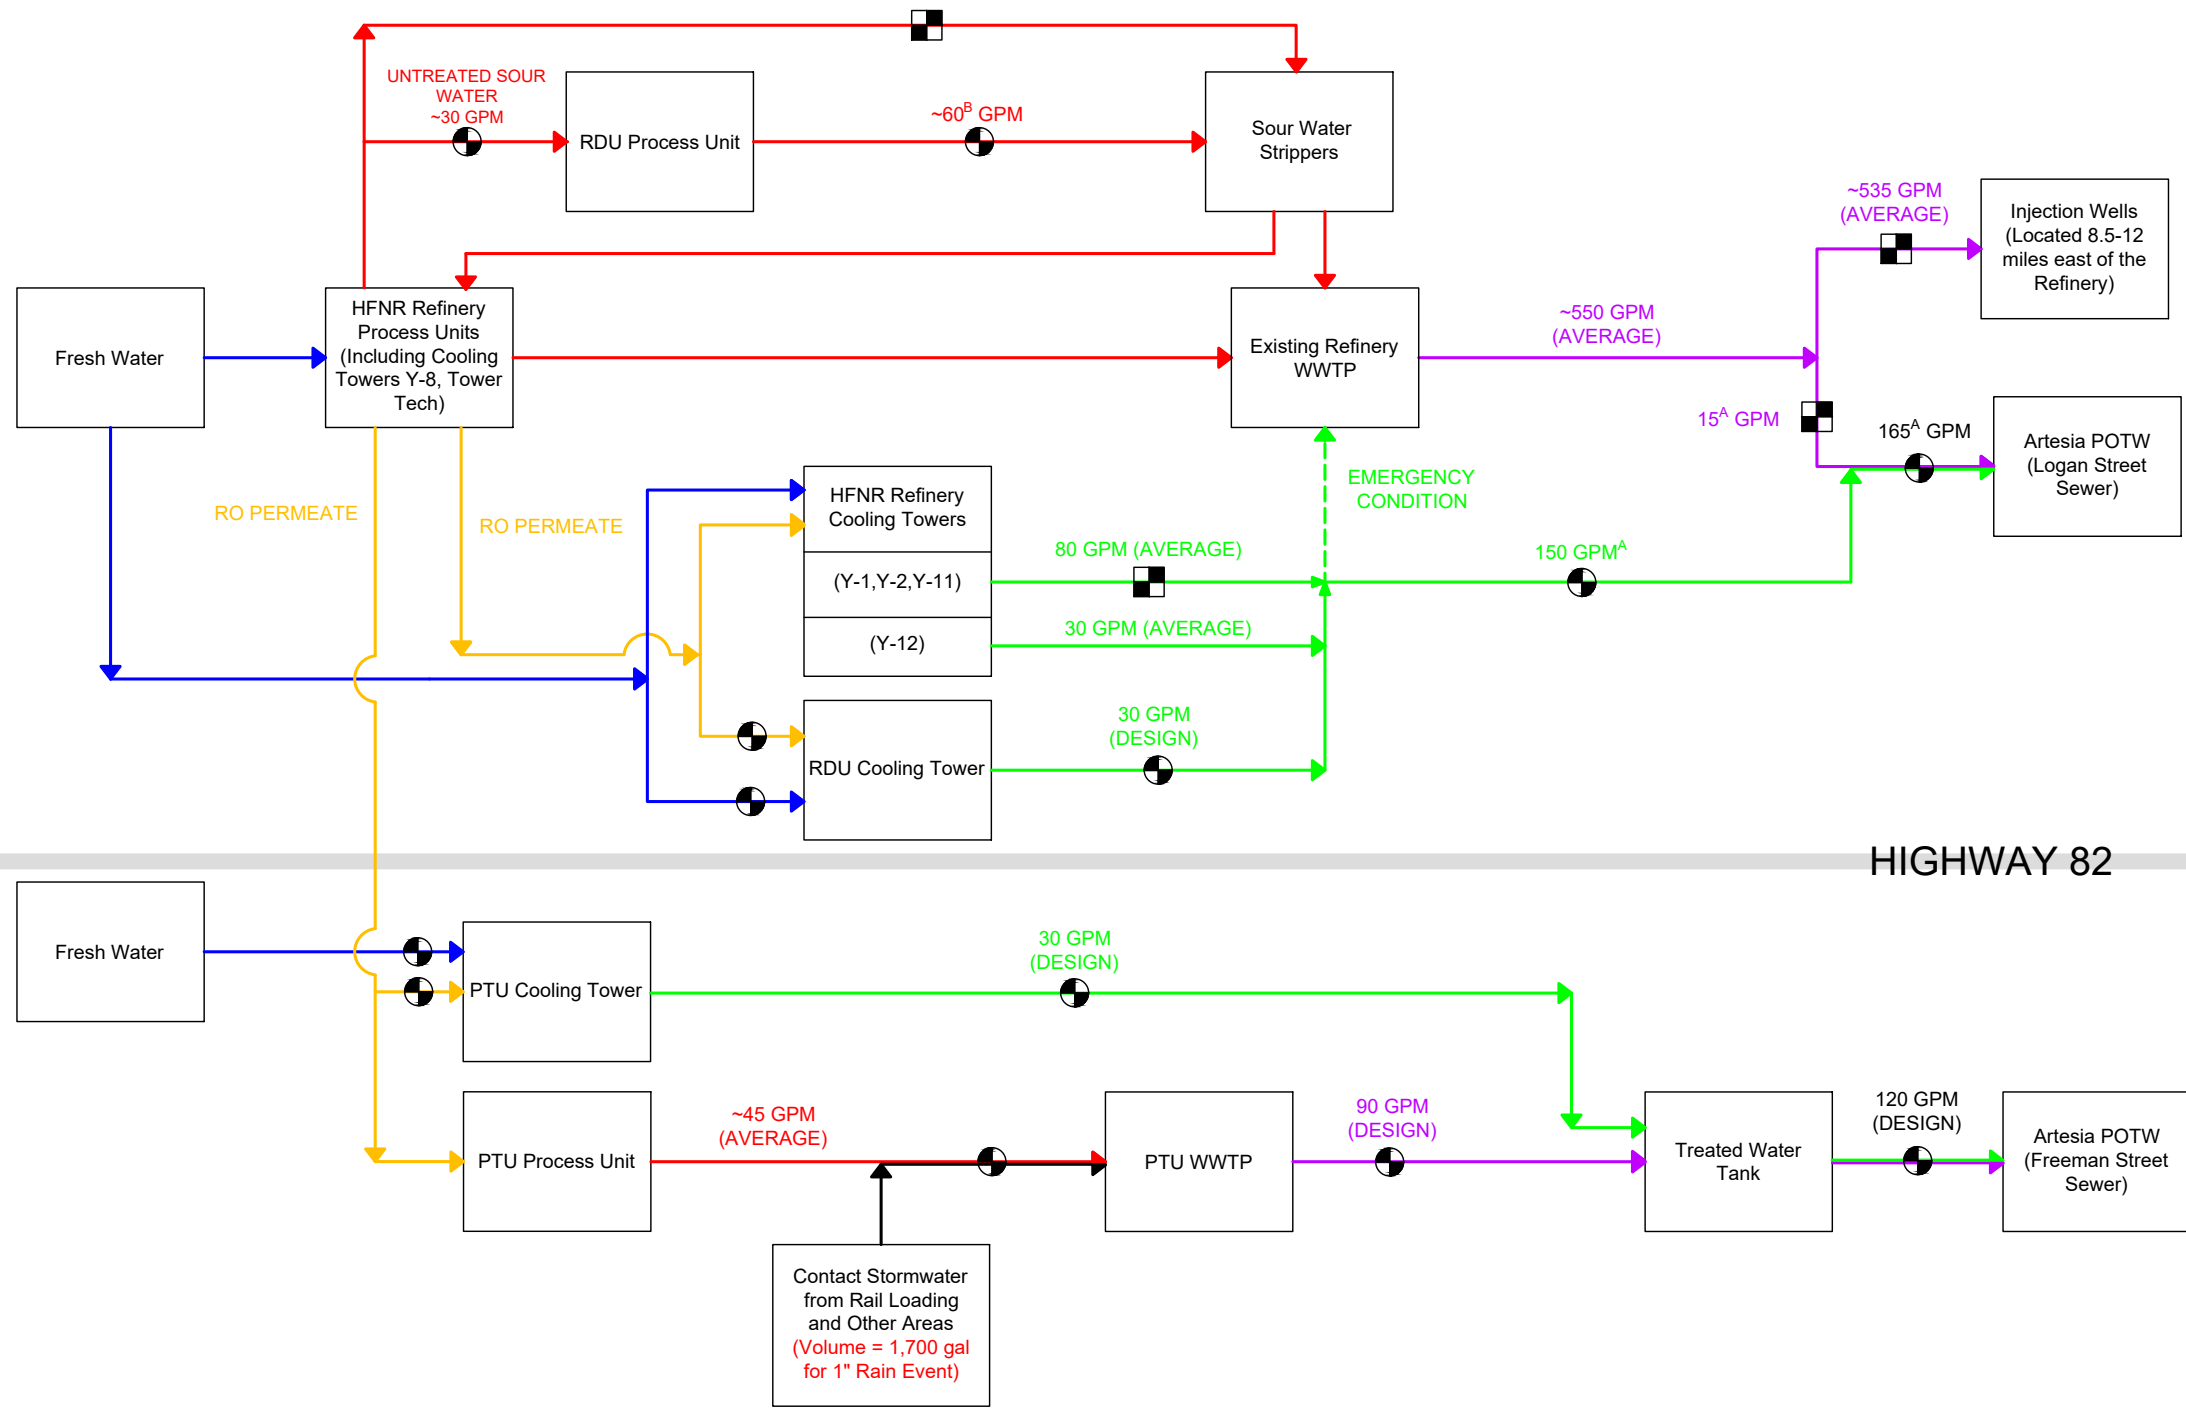 UNTREATED SOUR
WATER
~30 GPM
RDU Process Unit
~60B GPM
Sour Water
Strippers
~535 GPM
(AVERAGE)
Injection Wells
(Located 8.5-12
miles east of the
Refinery)
Fresh Water
HFNR Refinery
Process Units
(Including Cooling
Towers Y-8, Tower
Tech)
Existing Refinery
WWTP
~550 GPM
(AVERAGE)
15A GPM
165A GPM
Artesia POTW
(Logan Street
Sewer)
RO PERMEATE
RO PERMEATE
HFNR Refinery
Cooling Towers
(Y-1,Y-2,Y-11)
(Y-12)
80 GPM (AVERAGE)
30 GPM (AVERAGE)
EMERGENCY
CONDITION
150 GPMA
RDU Cooling Tower
30 GPM
(DESIGN)
HIGHWAY 82
Fresh Water
PTU Cooling Tower
30 GPM
(DESIGN)
PTU Process Unit
~45 GPM
(AVERAGE)
PTU WWTP
90 GPM
(DESIGN)
Treated Water
Tank
120 GPM
(DESIGN)
Artesia POTW
(Freeman Street
Sewer)
Contact Stormwater
from Rail Loading
and Other Areas
(Volume = 1,700 gal
for 1" Rain Event)